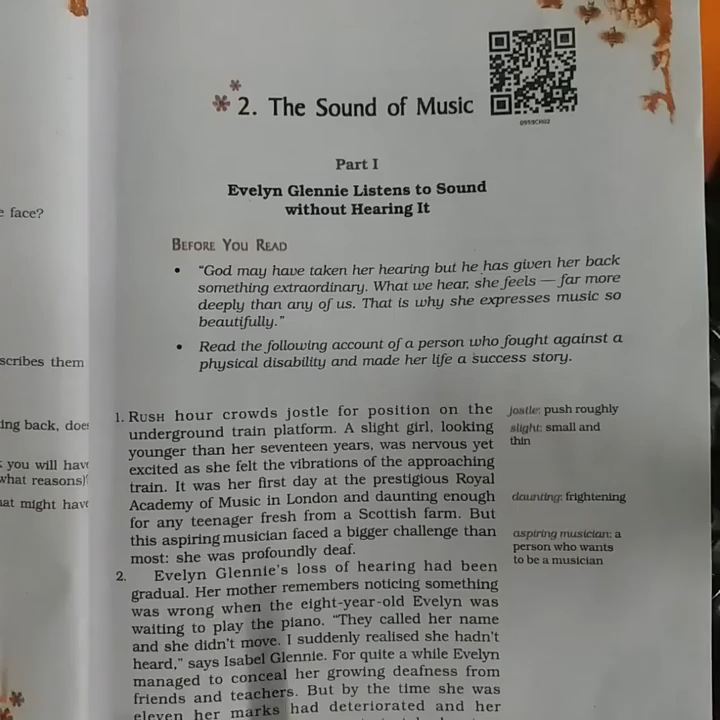 e face?
scribes them
ing back, does
you will have
what reasons)
at might have
2. The Sound of Music
Part I
Evelyn Glennie Listens to Sound
without Hearing It
BEFORE YOU READ
• "God may have taken her hearing but he has given her back
something extraordinary. What we hear, she feels — far more
deeply than any of us. That is why she expresses music so
beautifully."
• Read the following account of a person who fought against a
physical disability and made her life a success story.
1. RUSH hour crowds jostle for position on the
underground train platform. A slight girl, looking
younger than her seventeen years, was nervous yet
excited as she felt the vibrations of the approaching
train. It was her first day at the prestigious Royal
Academy of Music in London and daunting enough
for any teenager fresh from a Scottish farm. But
this aspiring musician faced a bigger challenge than
most: she was profoundly deaf.
2. Evelyn Glennie's loss of hearing had been
gradual. Her mother remembers noticing something
was wrong when the eight-year-old Evelyn was
waiting to play the piano. "They called her name
and she didn't move. I suddenly realised she hadn't
heard," says Isabel Glennie. For quite a while Evelyn
managed to conceal her growing deafness from
friends and teachers. But by the time she was
eleven her marks had deteriorated and her
jostle: push roughly
slight: small and
thin
daunting: frightening
aspiring musician: a
person who wants
to be a musician